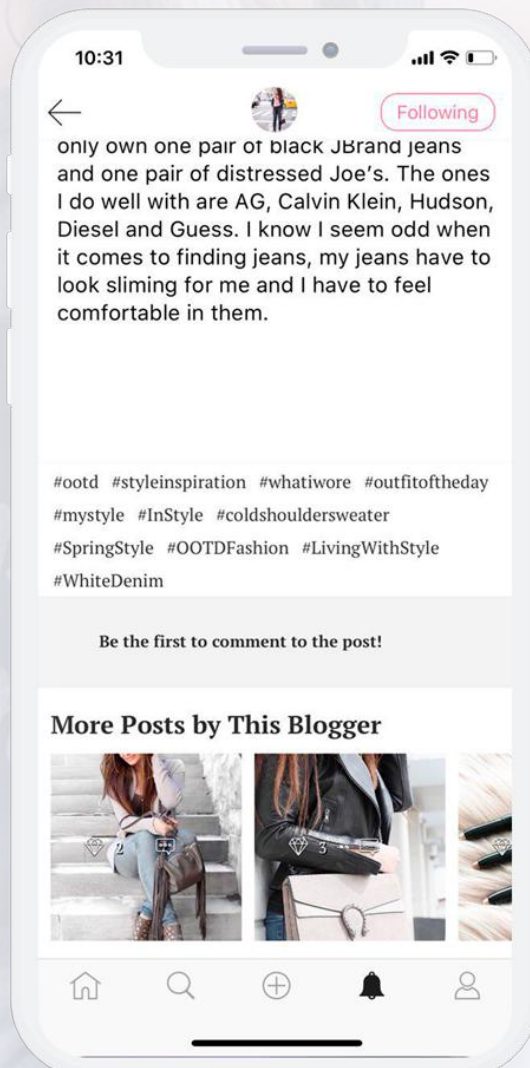 10:31
Following
only own one pair of black JBrand jeans
and one pair of distressed Joe's. The ones
I do well with are AG, Calvin Klein, Hudson,
Diesel and Guess. I know I seem odd when
it comes to finding jeans, my jeans have to
look sliming for me and I have to feel
comfortable in them.
#ootd #styleinspiration #whatiwore #outfitoftheday
#mystyle #InStyle #coldshouldersweater
#SpringStyle #OOTDFashion #LivingWithStyle
#WhiteDenim
Be the first to comment to the post!
More Posts by This Blogger
2
3